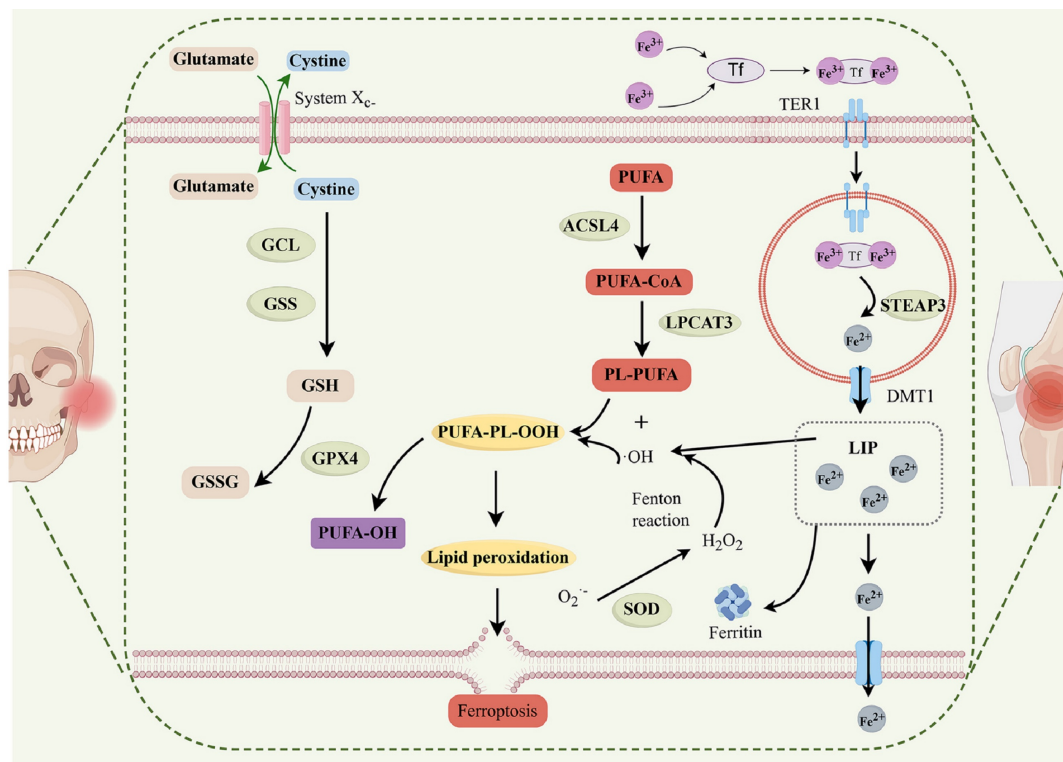 Glutamate
Cystine
System Xc-
Glutamate
Cystine
GCL
GSS
GSH
GPX4
GSSG
PUFA
ACSL4
PUFA-CoA
LPCAT3
PL-PUFA
+
PUFA-PL-OOH
·OH
PUFA-OH
Fenton
reaction
H2O2
Lipid peroxidation
O2·-
SOD
Ferroptosis
Fe3+
Fe3+
Tf
Fe3+ Tf Fe3+
TER1
Fe3+ Tf Fe3+
STEAP3
Fe2+
DMT1
LIP
Fe2+
Fe2+
Fe2+
Ferritin
Fe2+
Fe2+